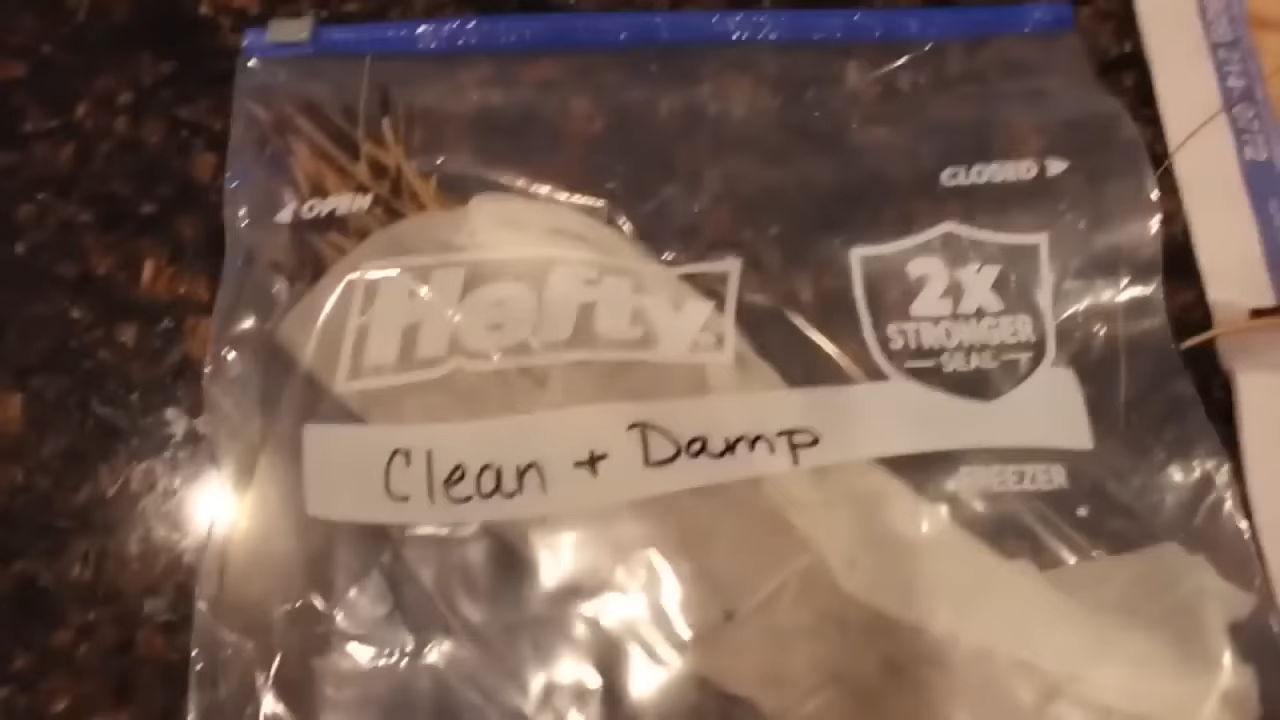 OPEN
CLOSED
Hefty
2X
STRONGER
SEAL
Clean + Damp
FREEZER